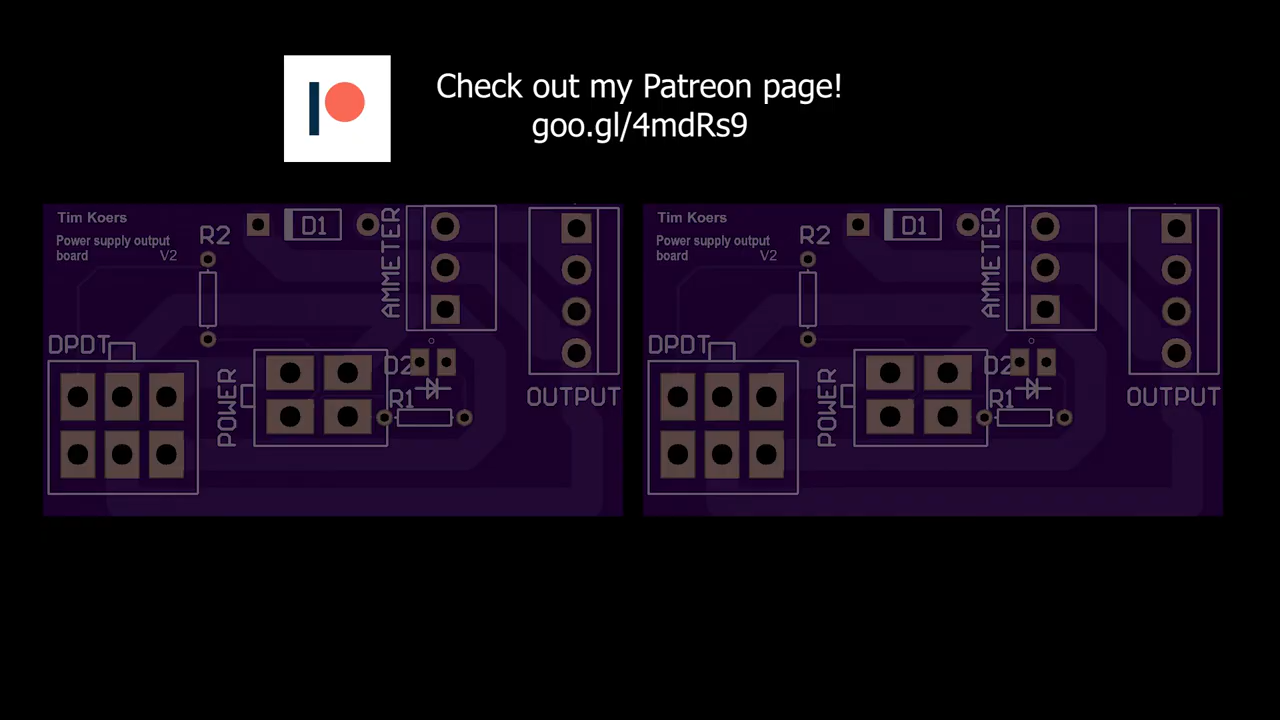 Check out my Patreon page!
goo.gl/4mdRs9
Tim Koers
Power supply output
board V2
R2
D1
AMMETER
DPDT
POWER
D2
R1
OUTPUT
Tim Koers
Power supply output
board V2
R2
D1
AMMETER
DPDT
POWER
D2
R1
OUTPUT